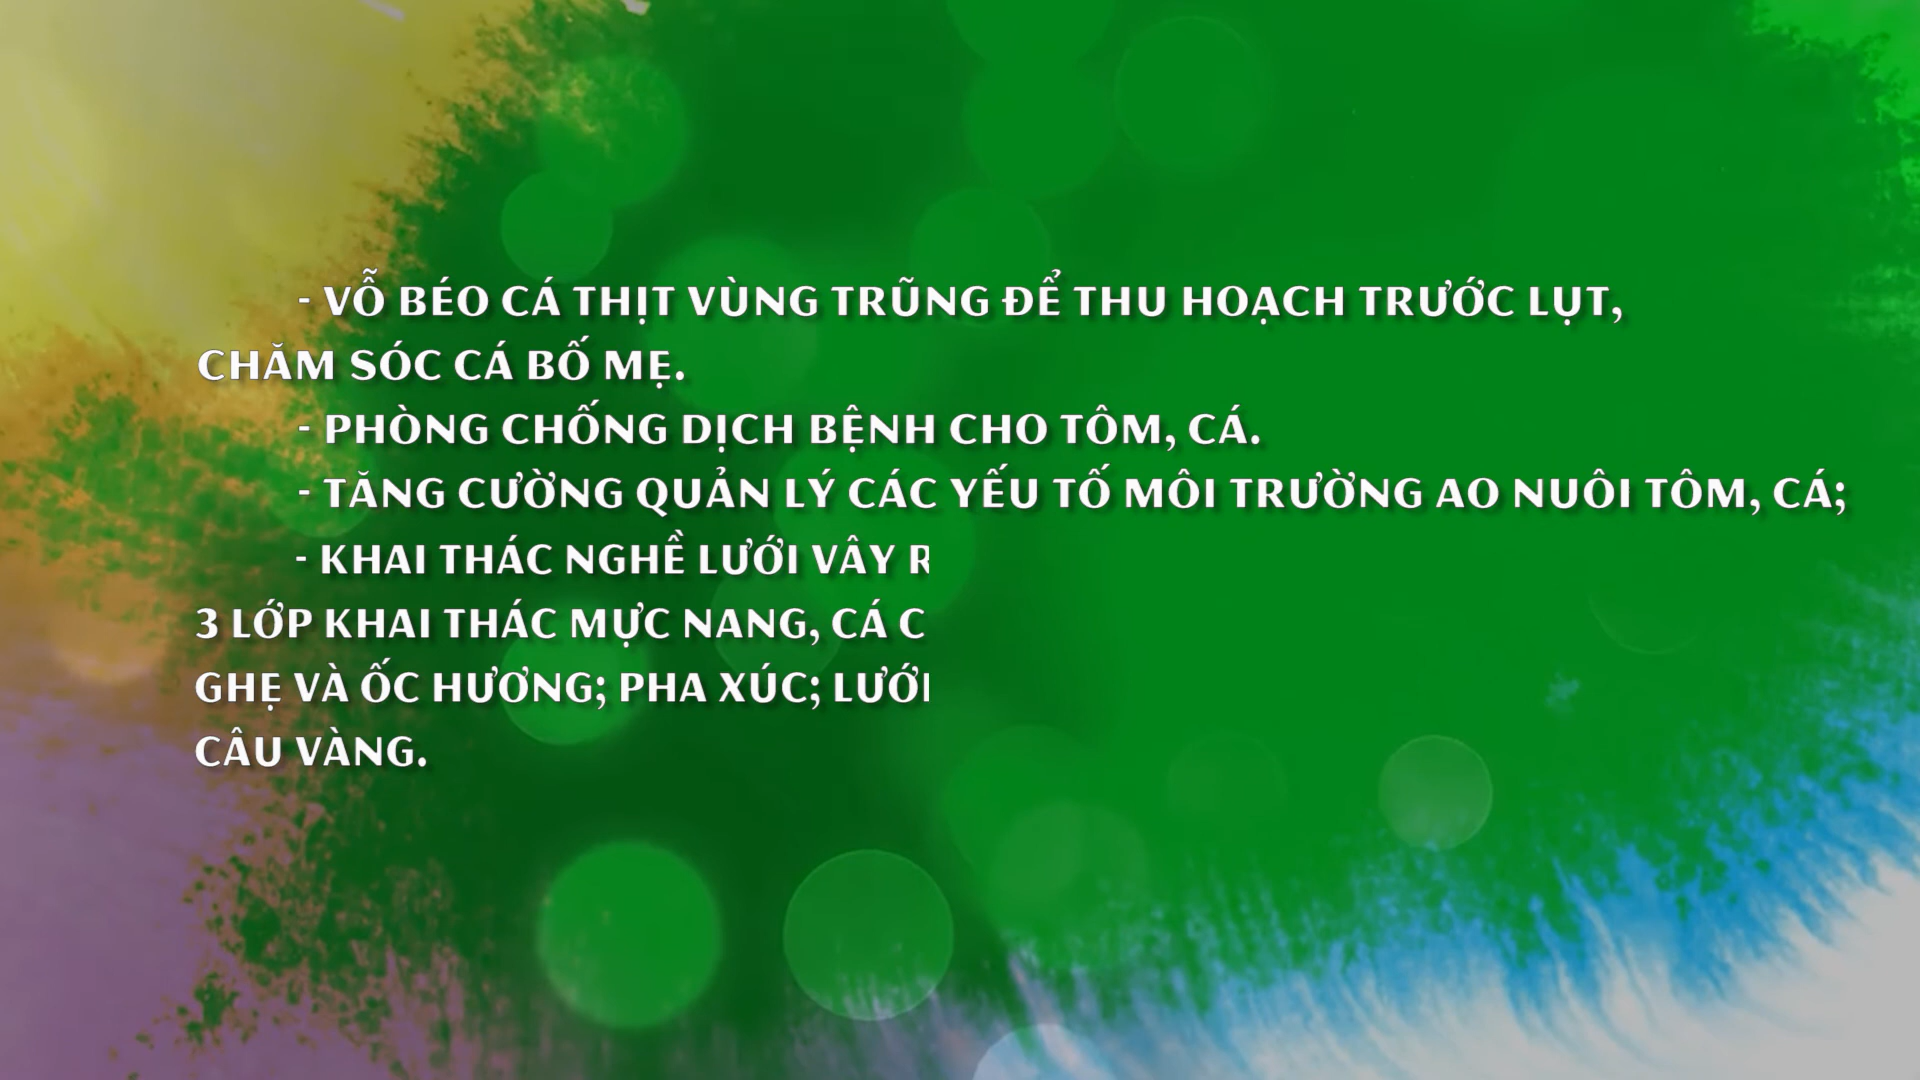 - VỖ BÉO CÁ THỊT VÙNG TRŨNG ĐỂ THU HOẠCH TRƯỚC LỤT,
CHĂM SÓC CÁ BỐ MẸ.
- PHÒNG CHỐNG DỊCH BỆNH CHO TÔM, CÁ.
- TĂNG CƯỜNG QUẢN LÝ CÁC YẾU TỐ MÔI TRƯỜNG AO NUÔI TÔM, CÁ;
- KHAI THÁC NGHỀ LƯỚI VÂY
3 LỚP KHAI THÁC MỰC NANG, CÁ
GHẸ VÀ ỐC HƯƠNG; PHA XÚC; LƯỚI
CÂU VÀNG.